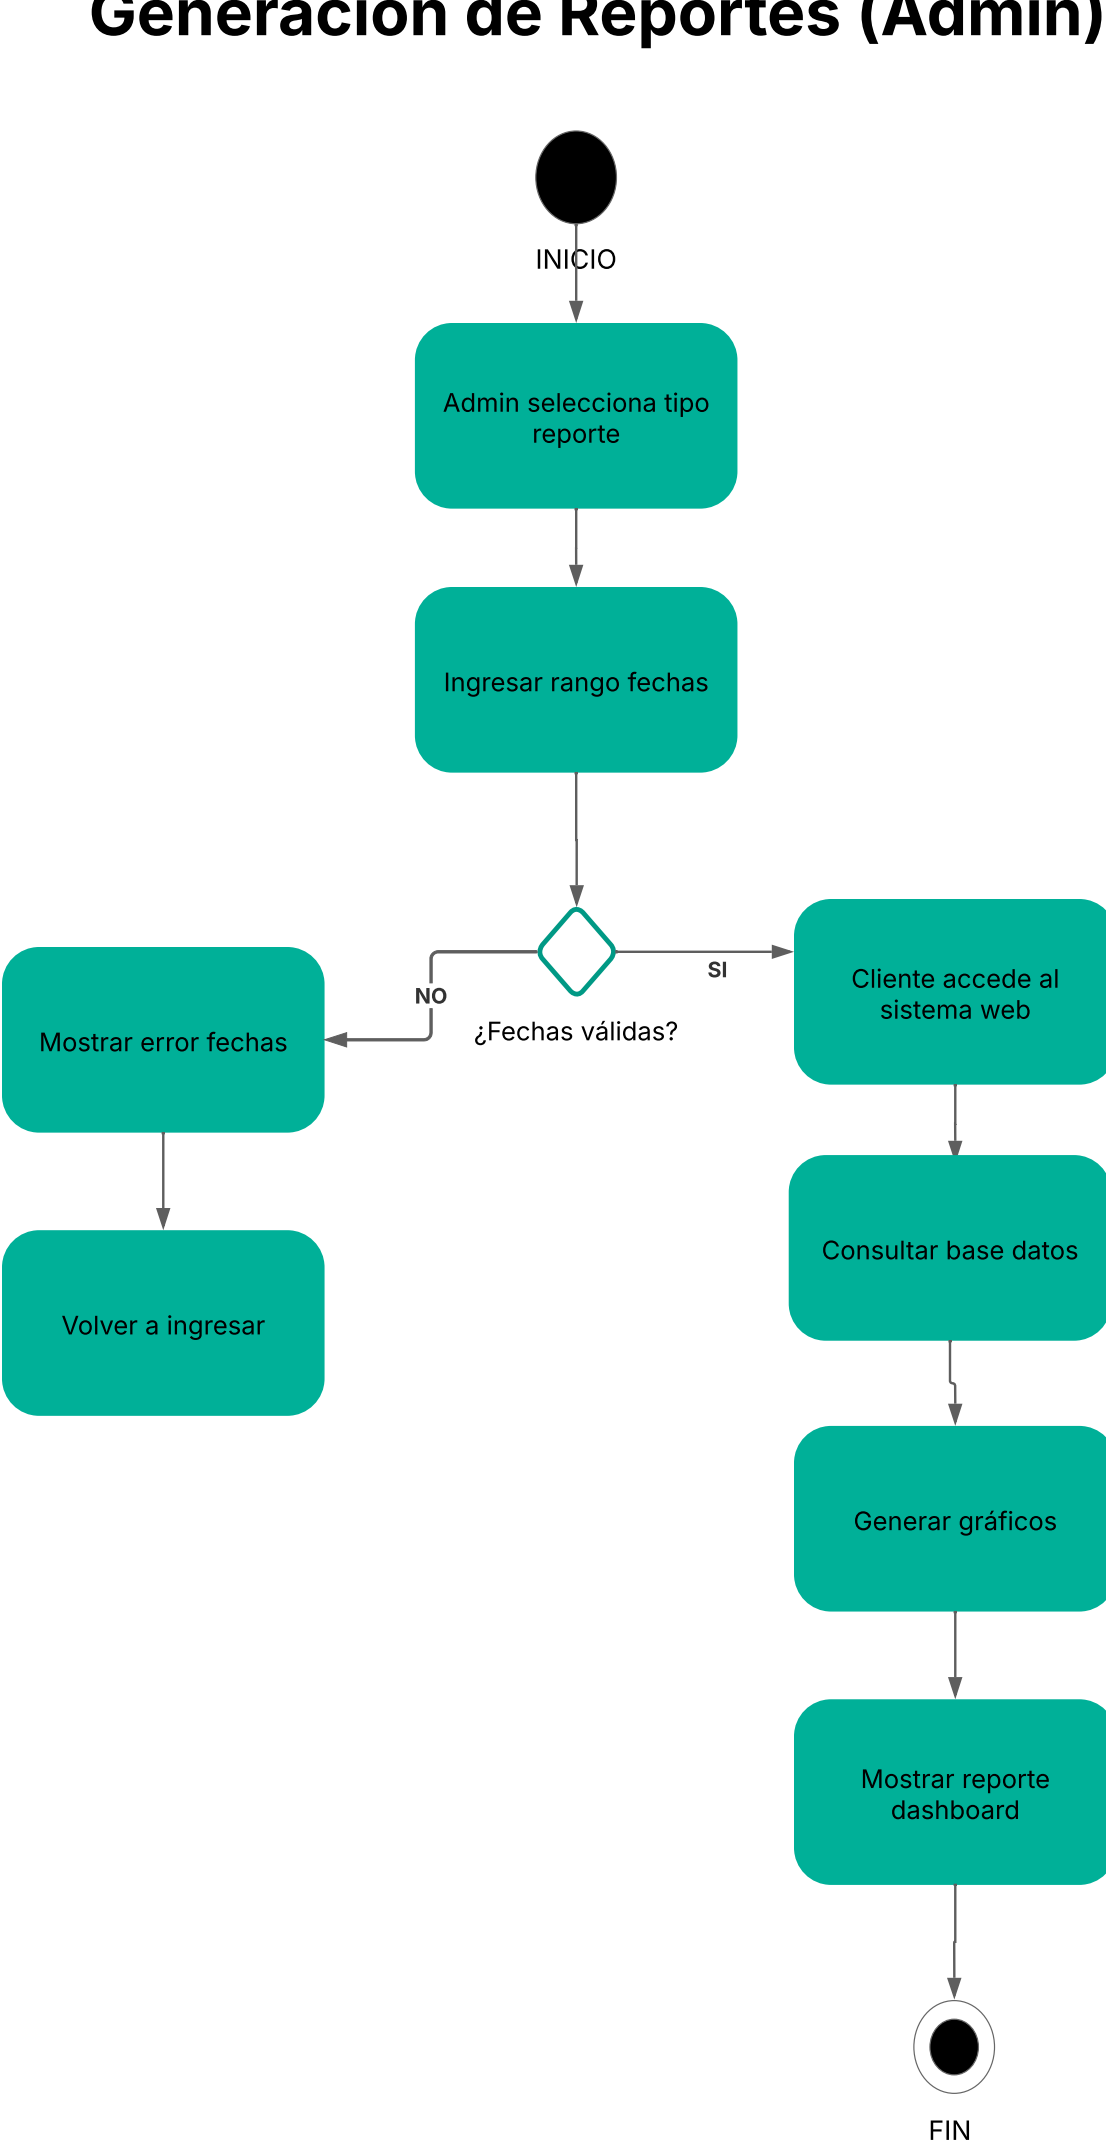 Generación de Reportes (Admin)
INICIO
Admin selecciona tipo
reporte
Ingresar rango fechas
NO
SI
¿Fechas válidas?
Mostrar error fechas
Volver a ingresar
Cliente accede al
sistema web
Consultar base datos
Generar gráficos
Mostrar reporte
dashboard
FIN